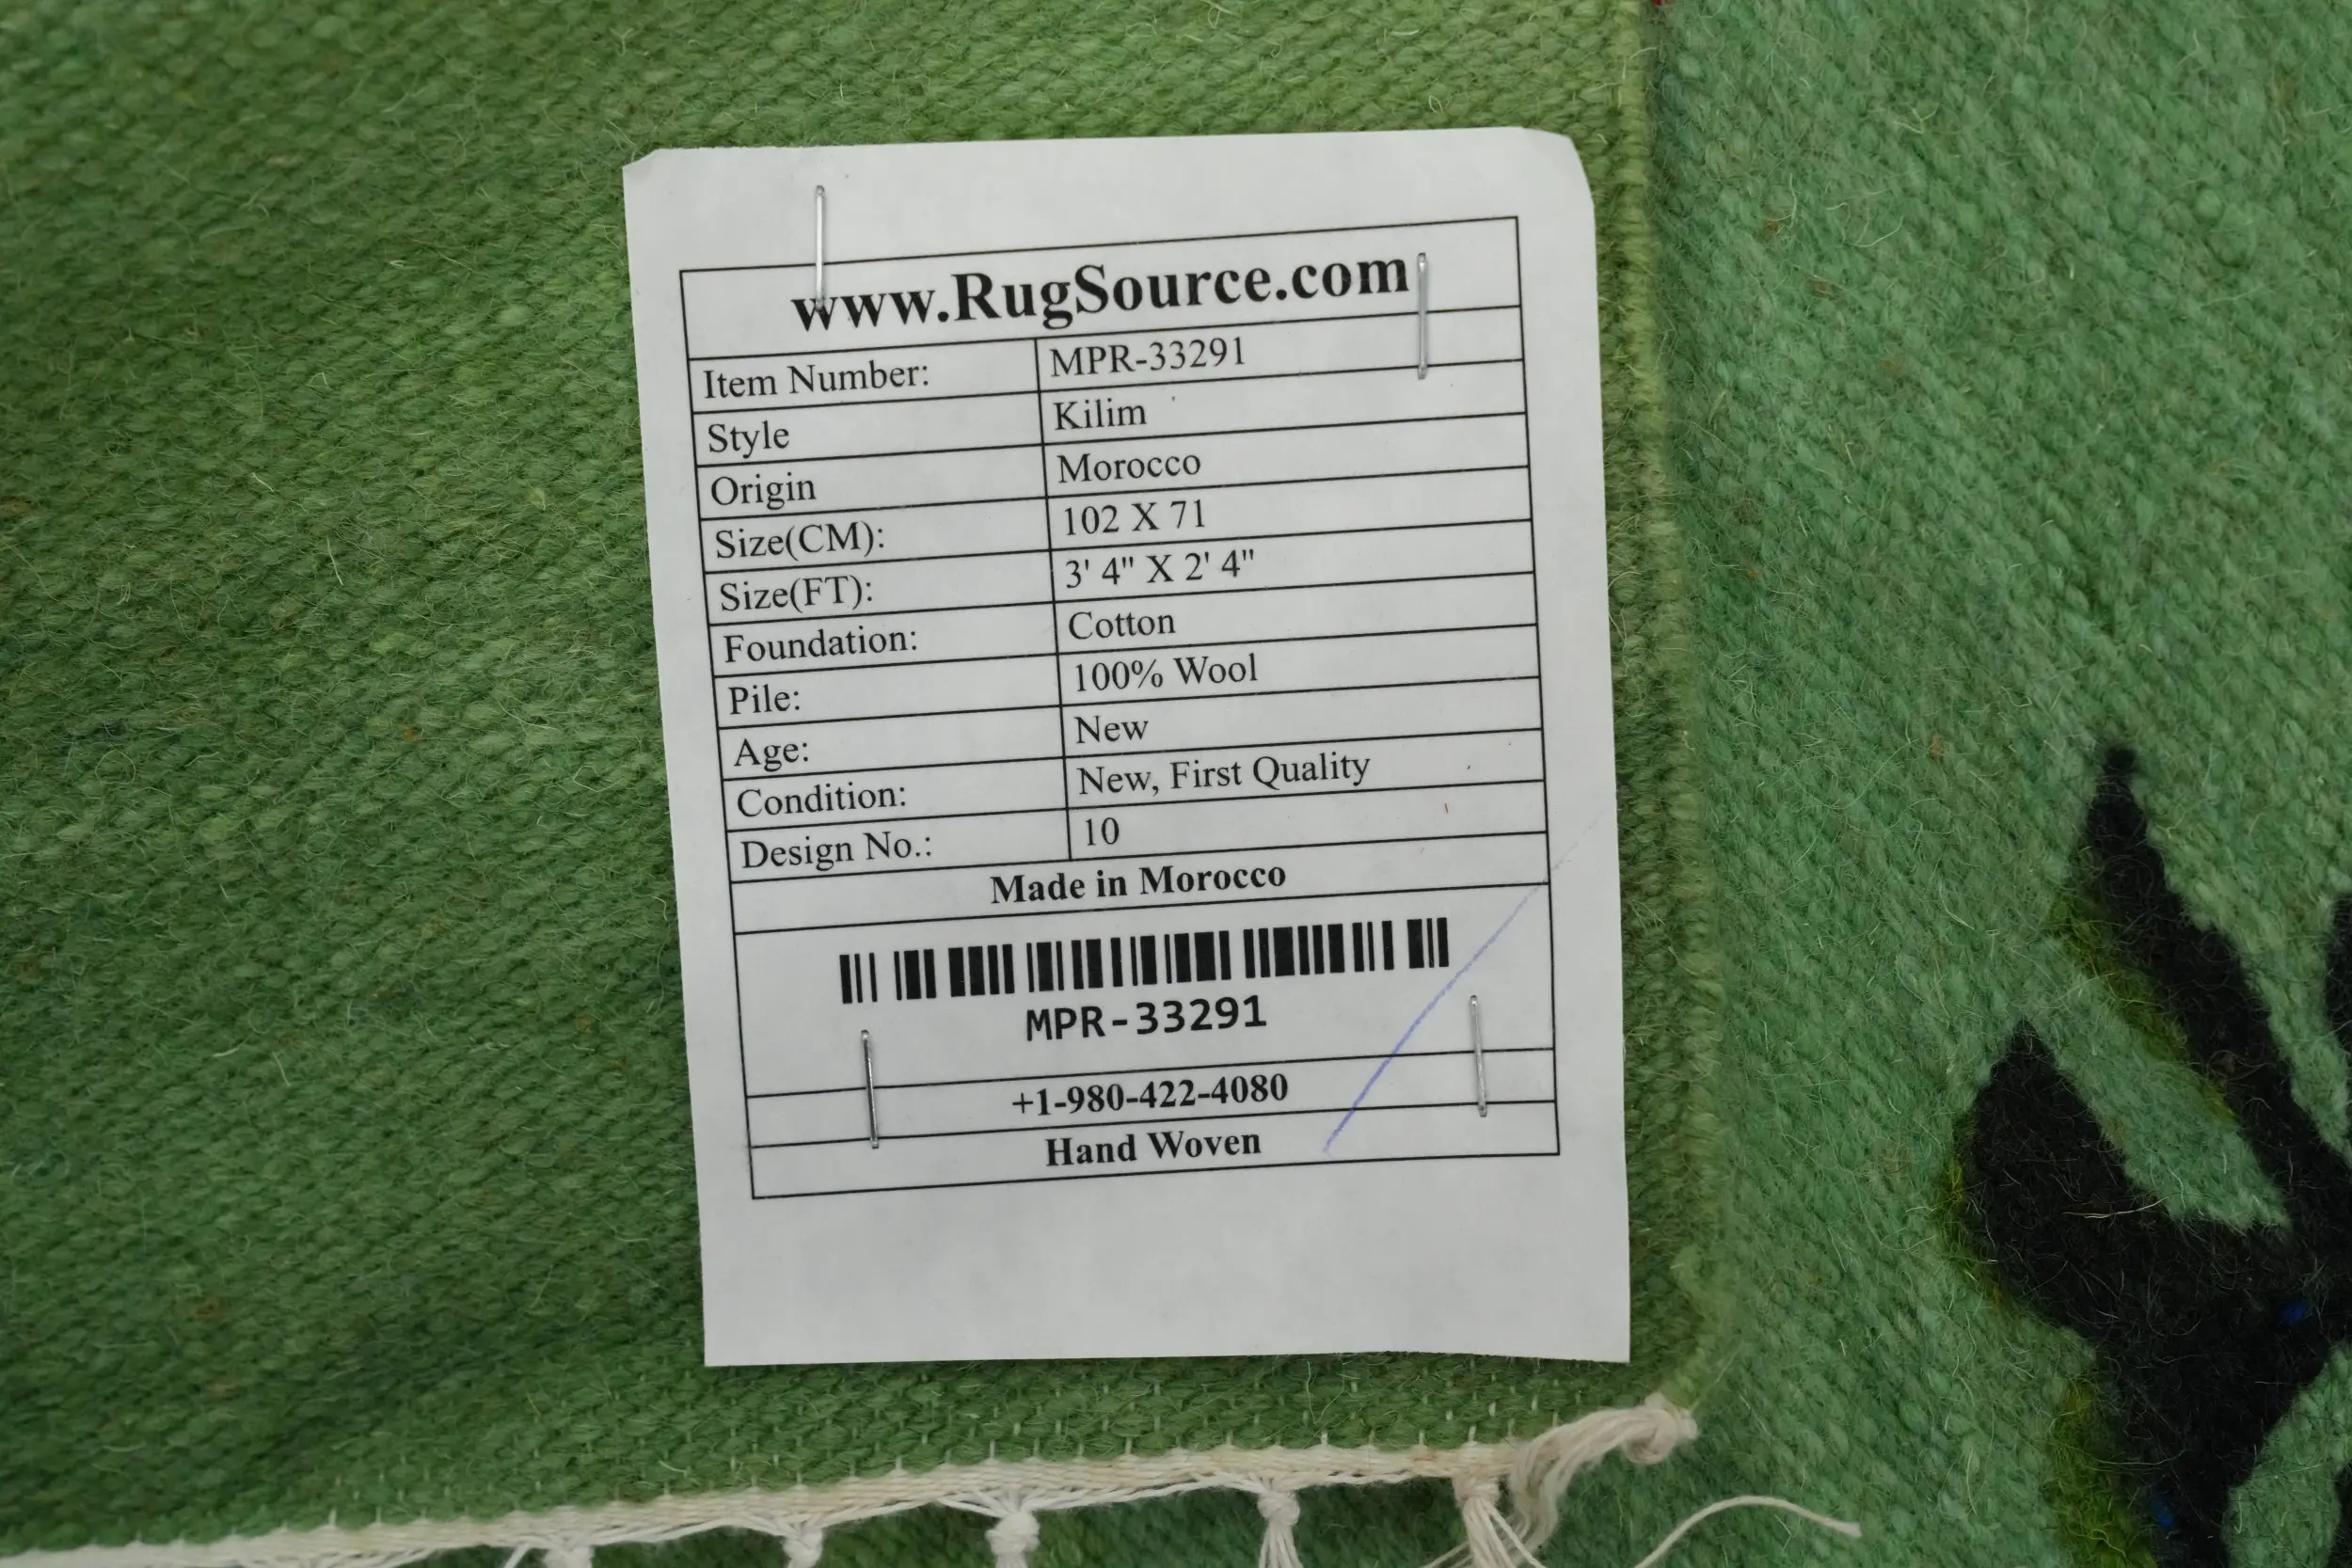 www.RugSource.com
Item Number: MPR-33291
Style Kilim
Origin Morocco
Size(CM): 102 X 71
Size(FT): 3' 4" X 2' 4"
Foundation: Cotton
Pile: 100% Wool
Age: New
Condition: New, First Quality
Design No.: 10
Made in Morocco
MPR-33291
+1-980-422-4080
Hand Woven